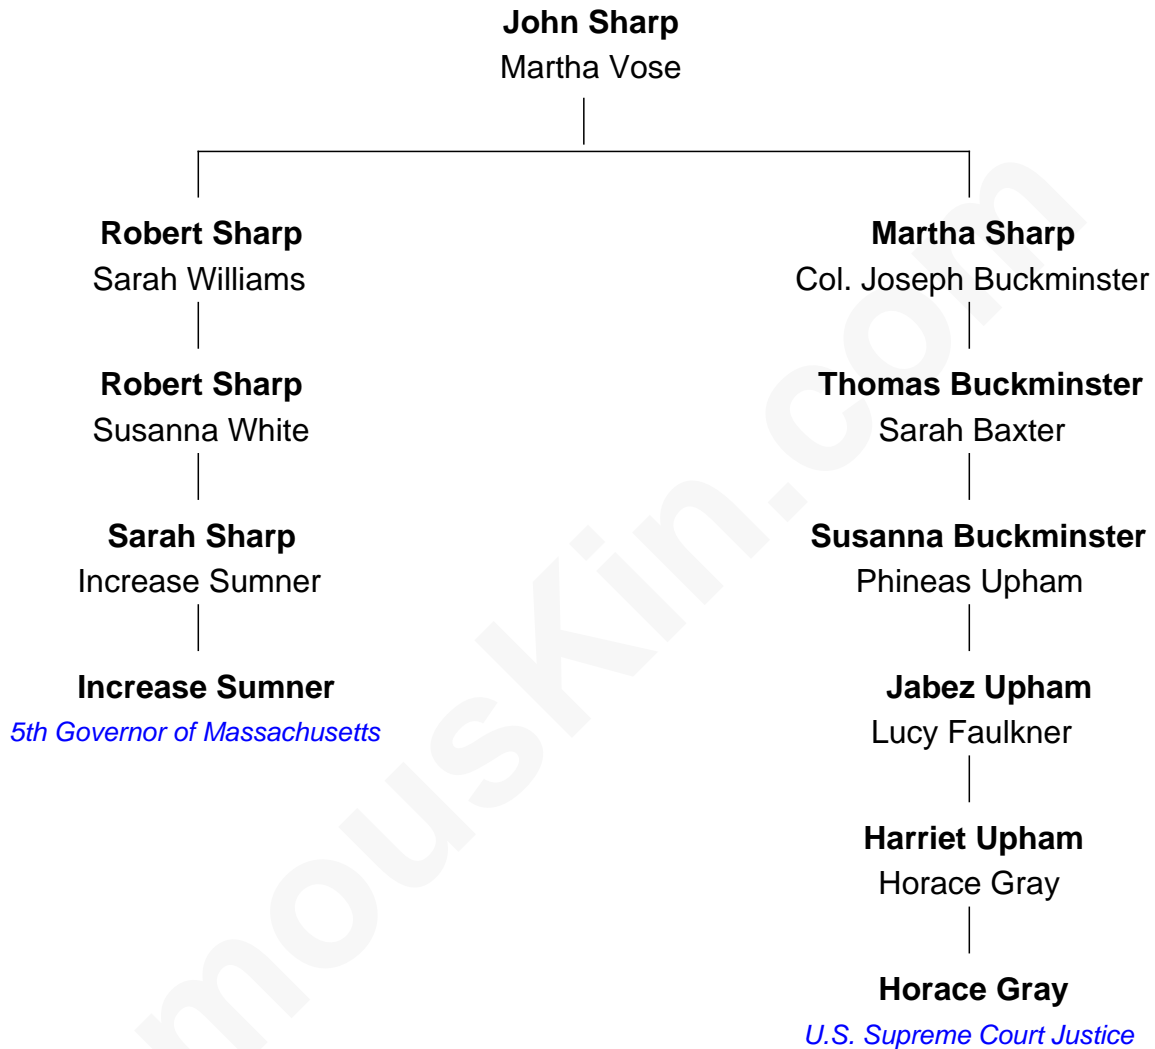 John Sharp
Martha Vose
Robert Sharp
Sarah Williams
Martha Sharp
Col. Joseph Buckminster
Robert Sharp
Susanna White
Thomas Buckminster
Sarah Baxter
Sarah Sharp
Increase Sumner
Susanna Buckminster
Phineas Upham
Increase Sumner
5th Governor of Massachusetts
Jabez Upham
Lucy Faulkner
Harriet Upham
Horace Gray
Horace Gray
U.S. Supreme Court Justice
mousKin.com